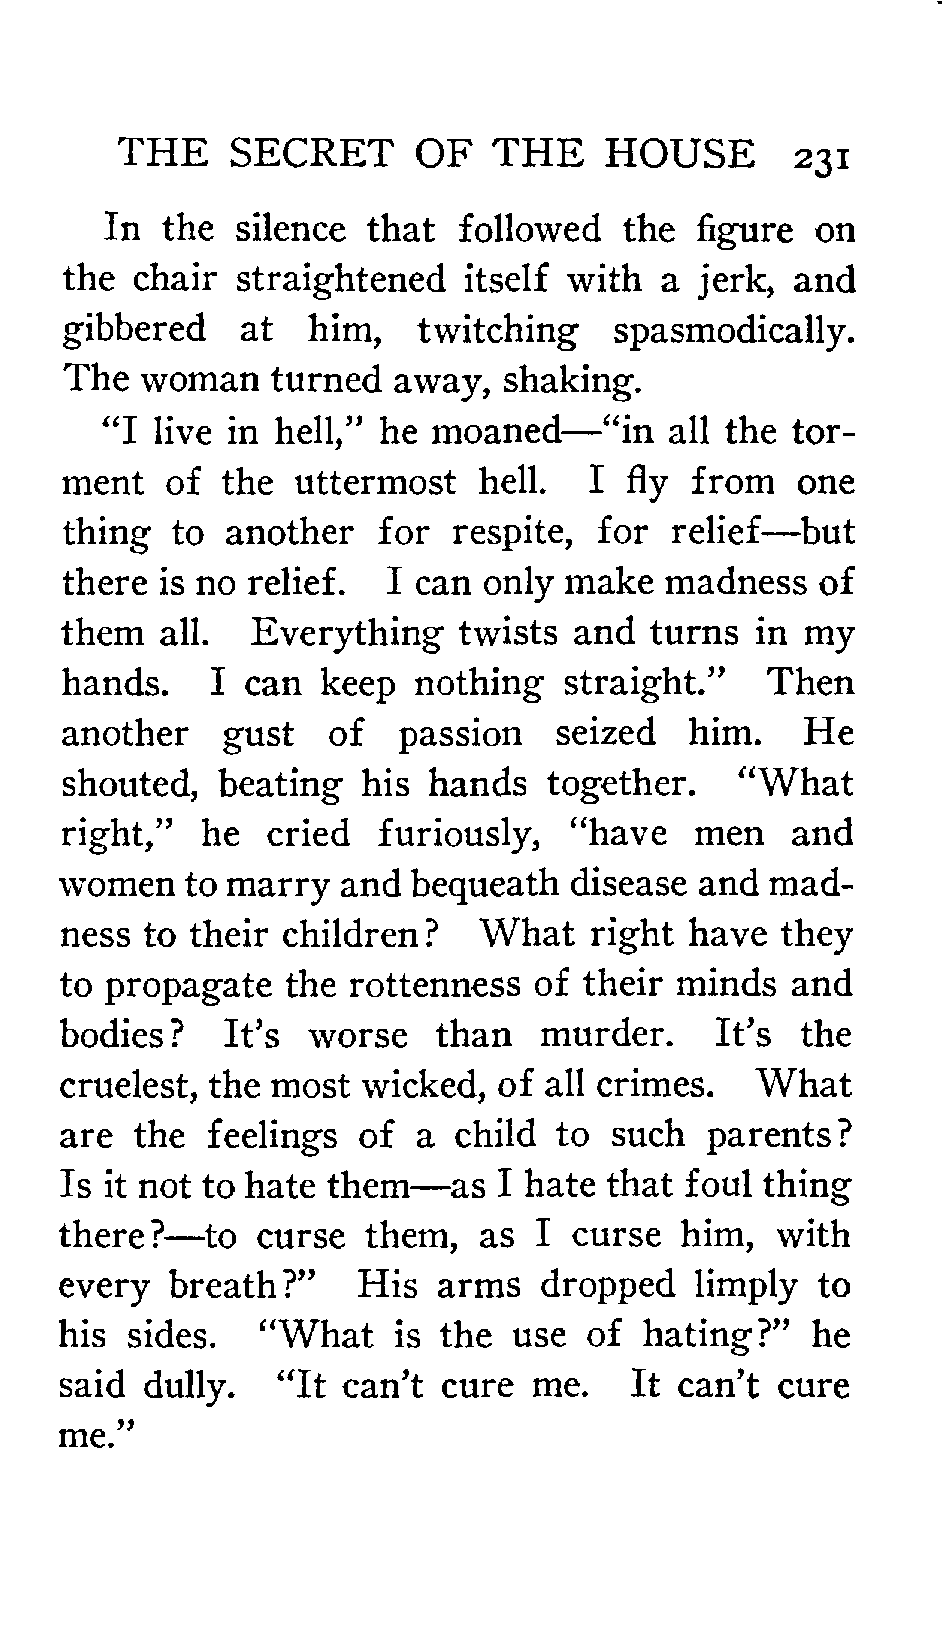 THE SECRET OF THE HOUSE 231
In the silence that followed the figure on
the chair straightened itself with a jerk, and
gibbered at him, twitching spasmodically.
The woman turned away, shaking.
“I live in hell,” he moaned—“in all the tor-
ment of the uttermost hell. I fly from one
thing to another for respite, for relief—but
there is no relief. I can only make madness of
them all. Everything twists and turns in my
hands. I can keep nothing straight.” Then
another gust of passion seized him. He
shouted, beating his hands together. “What
right,” he cried furiously, “have men and
women to marry and bequeath disease and mad-
ness to their children? What right have they
to propagate the rottenness of their minds and
bodies? It’s worse than murder. It’s the
cruelest, the most wicked, of all crimes. What
are the feelings of a child to such parents?
Is it not to hate them—as I hate that foul thing
there?—to curse them, as I curse him, with
every breath?” His arms dropped limply to
his sides. “What is the use of hating?” he
said dully. “It can’t cure me. It can’t cure
me.”